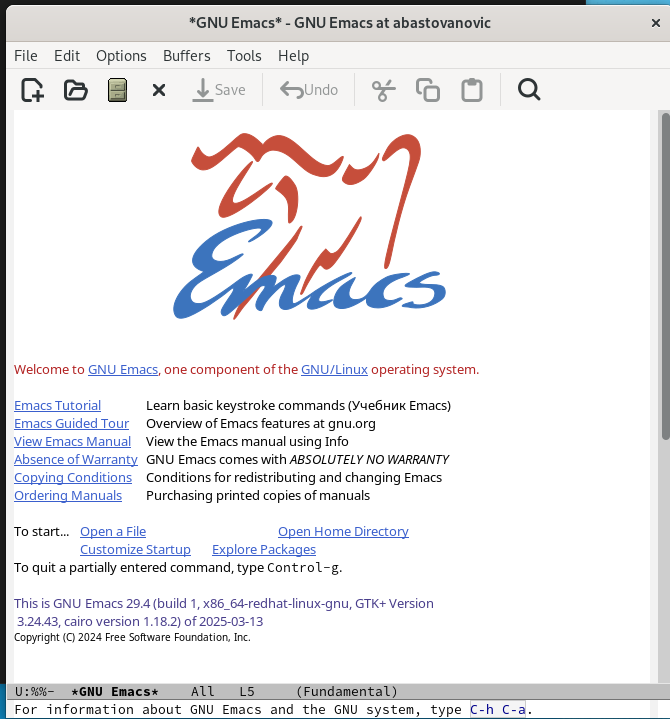 *GNU Emacs* - GNU Emacs at abastovanovic
File Edit Options Buffers Tools Help
Save Undo
Emacs
Welcome to GNU Emacs, one component of the GNU/Linux operating system.
Emacs Tutorial Learn basic keystroke commands (Учебник Emacs)
Emacs Guided Tour Overview of Emacs features at gnu.org
View Emacs Manual View the Emacs manual using Info
Absence of Warranty GNU Emacs comes with ABSOLUTELY NO WARRANTY
Copying Conditions Conditions for redistributing and changing Emacs
Ordering Manuals Purchasing printed copies of manuals
To start... Open a File Open Home Directory
Customize Startup Explore Packages
To quit a partially entered command, type Control-g.
This is GNU Emacs 29.4 (build 1, x86_64-redhat-linux-gnu, GTK+ Version
3.24.43, cairo version 1.18.2) of 2025-03-13
Copyright (C) 2024 Free Software Foundation, Inc.
U:%%- *GNU Emacs* All L5 (Fundamental)
For information about GNU Emacs and the GNU system, type C-h C-a.